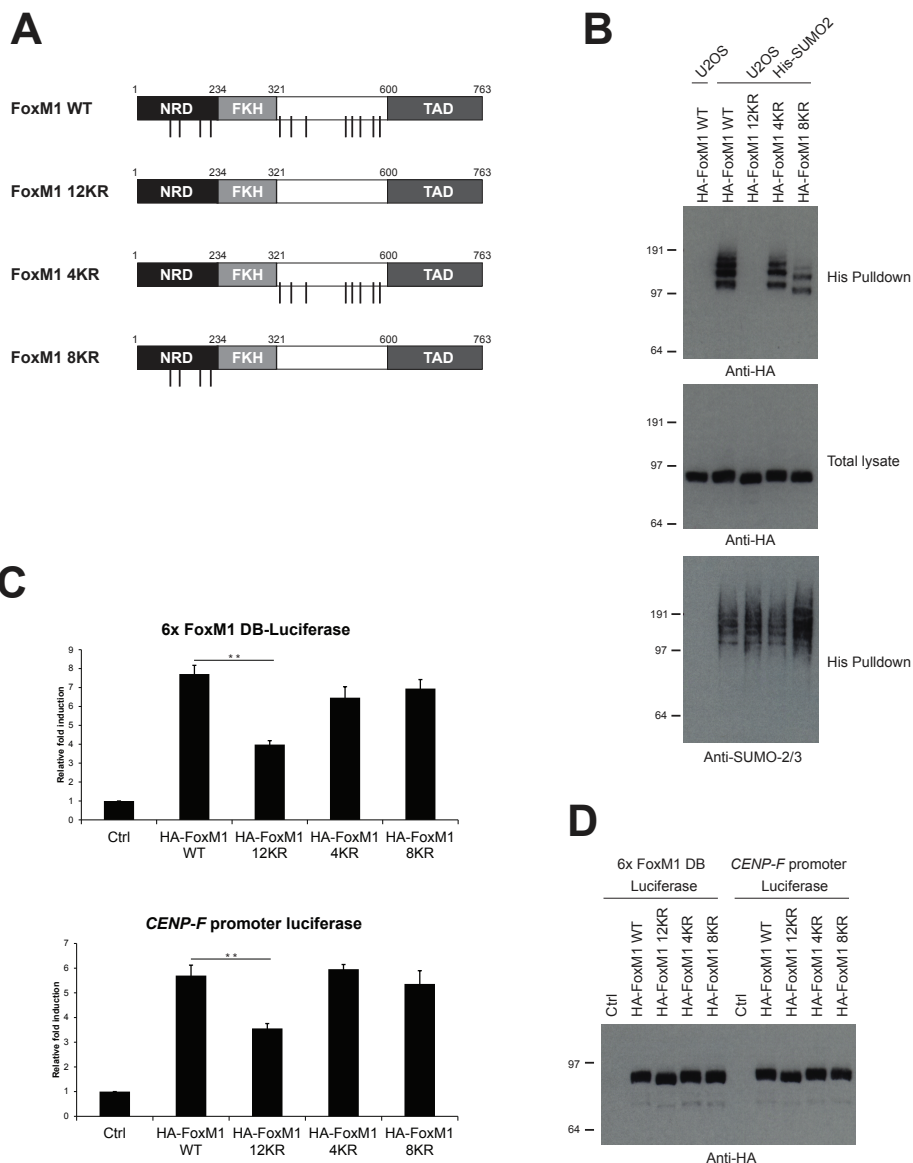 A
1 234 321 600 763
FoxM1 WT NRD FKH TAD
1 234 321 600 763
FoxM1 12KR NRD FKH TAD
1 234 321 600 763
FoxM1 4KR NRD FKH TAD
1 234 321 600 763
FoxM1 8KR NRD FKH TAD
B
U2OS
U2OS
His-SUMO2
HA-FoxM1 WT
HA-FoxM1 WT
HA-FoxM1 12KR
HA-FoxM1 4KR
HA-FoxM1 8KR
191
97
64
His Pulldown
Anti-HA
191
97
64
Total lysate
Anti-HA
191
97
64
His Pulldown
Anti-SUMO-2/3
C
6x FoxM1 DB-Luciferase
Relative fold induction
9
8
7
6
5
4
3
2
1
0
**
Ctrl
HA-FoxM1
WT
HA-FoxM1
12KR
HA-FoxM1
4KR
HA-FoxM1
8KR
CENP-F promoter luciferase
Relative fold induction
7
6
5
4
3
2
1
0
**
Ctrl
HA-FoxM1
WT
HA-FoxM1
12KR
HA-FoxM1
4KR
HA-FoxM1
8KR
D
6x FoxM1 DB
Luciferase
CENP-F promoter
Luciferase
Ctrl
HA-FoxM1 WT
HA-FoxM1 12KR
HA-FoxM1 4KR
HA-FoxM1 8KR
Ctrl
HA-FoxM1 WT
HA-FoxM1 12KR
HA-FoxM1 4KR
HA-FoxM1 8KR
97
64
Anti-HA